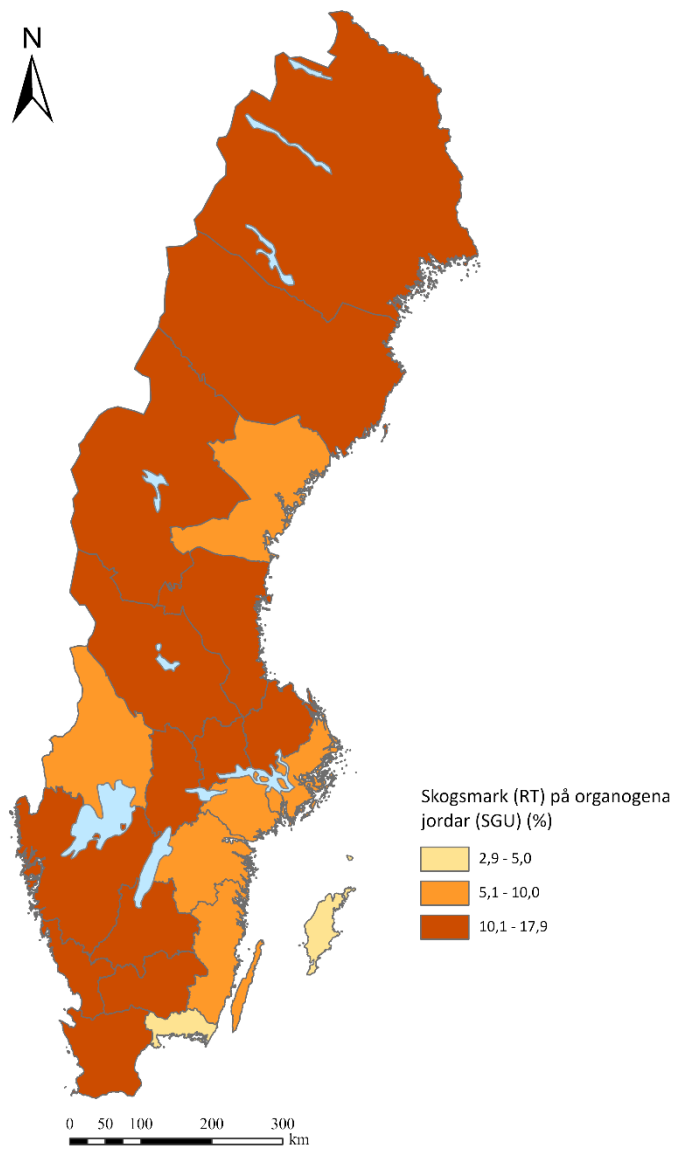 N
Skogsmark (RT) på organogena
jordar (SGU) (%)
2,9 - 5,0
5,1 - 10,0
10,1 - 17,9
0 50 100 200 300
km